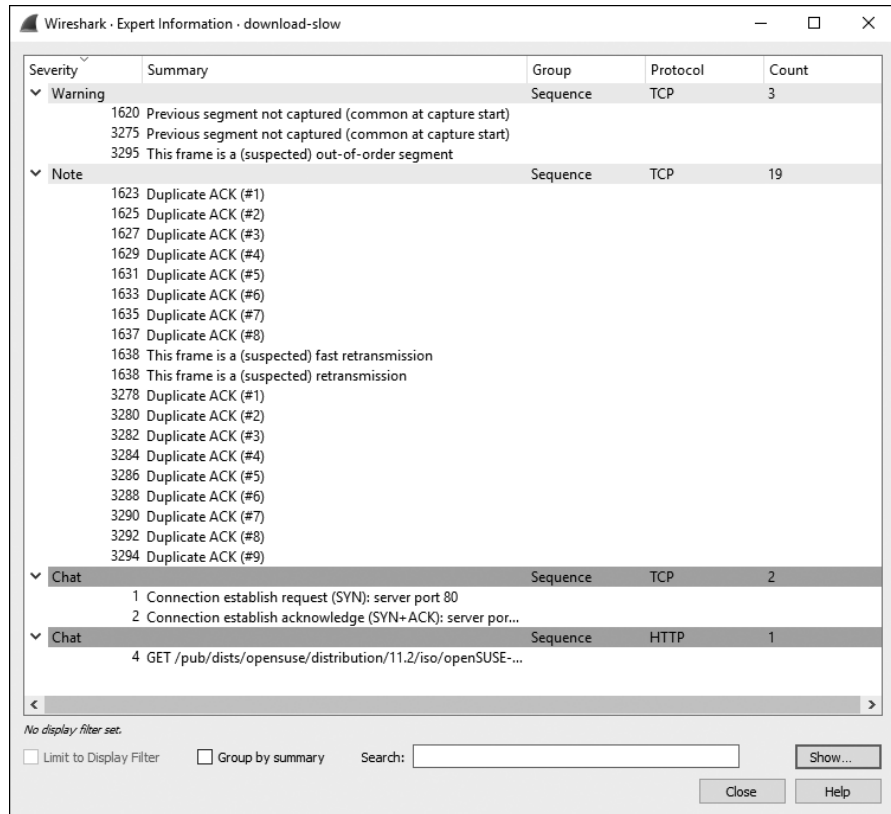 Wireshark · Expert Information · download-slow
Severity Summary Group Protocol Count
Warning Sequence TCP 3
1620 Previous segment not captured (common at capture start)
3275 Previous segment not captured (common at capture start)
3295 This frame is a (suspected) out-of-order segment
Note Sequence TCP 19
1623 Duplicate ACK (#1)
1625 Duplicate ACK (#2)
1627 Duplicate ACK (#3)
1629 Duplicate ACK (#4)
1631 Duplicate ACK (#5)
1633 Duplicate ACK (#6)
1635 Duplicate ACK (#7)
1637 Duplicate ACK (#8)
1638 This frame is a (suspected) fast retransmission
1638 This frame is a (suspected) retransmission
3278 Duplicate ACK (#1)
3280 Duplicate ACK (#2)
3282 Duplicate ACK (#3)
3284 Duplicate ACK (#4)
3286 Duplicate ACK (#5)
3288 Duplicate ACK (#6)
3290 Duplicate ACK (#7)
3292 Duplicate ACK (#8)
3294 Duplicate ACK (#9)
Chat Sequence TCP 2
1 Connection establish request (SYN): server port 80
2 Connection establish acknowledge (SYN+ACK): server por...
Chat Sequence HTTP 1
4 GET /pub/dists/opensuse/distribution/11.2/iso/openSUSE-...
No display filter set.
Limit to Display Filter Group by summary Search: Show...
Close Help